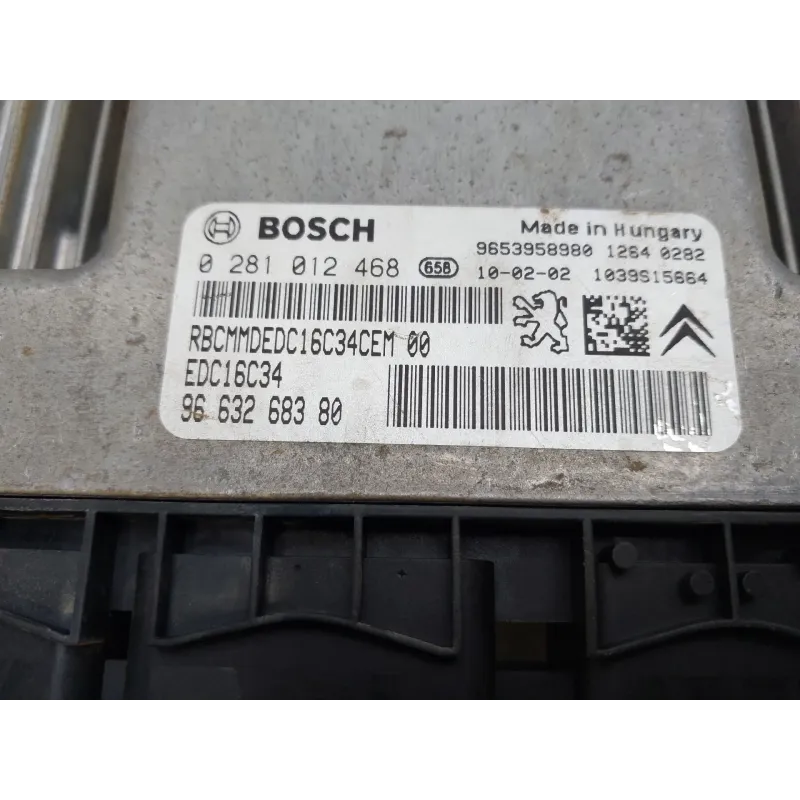 BOSCH
Made in Hungary
9653958980 1264 0282
0 281 012 468 658 10-02-02 1039S15664
RBCMMDEDC16C34CEM 00
EDC16C34
96 632 683 80